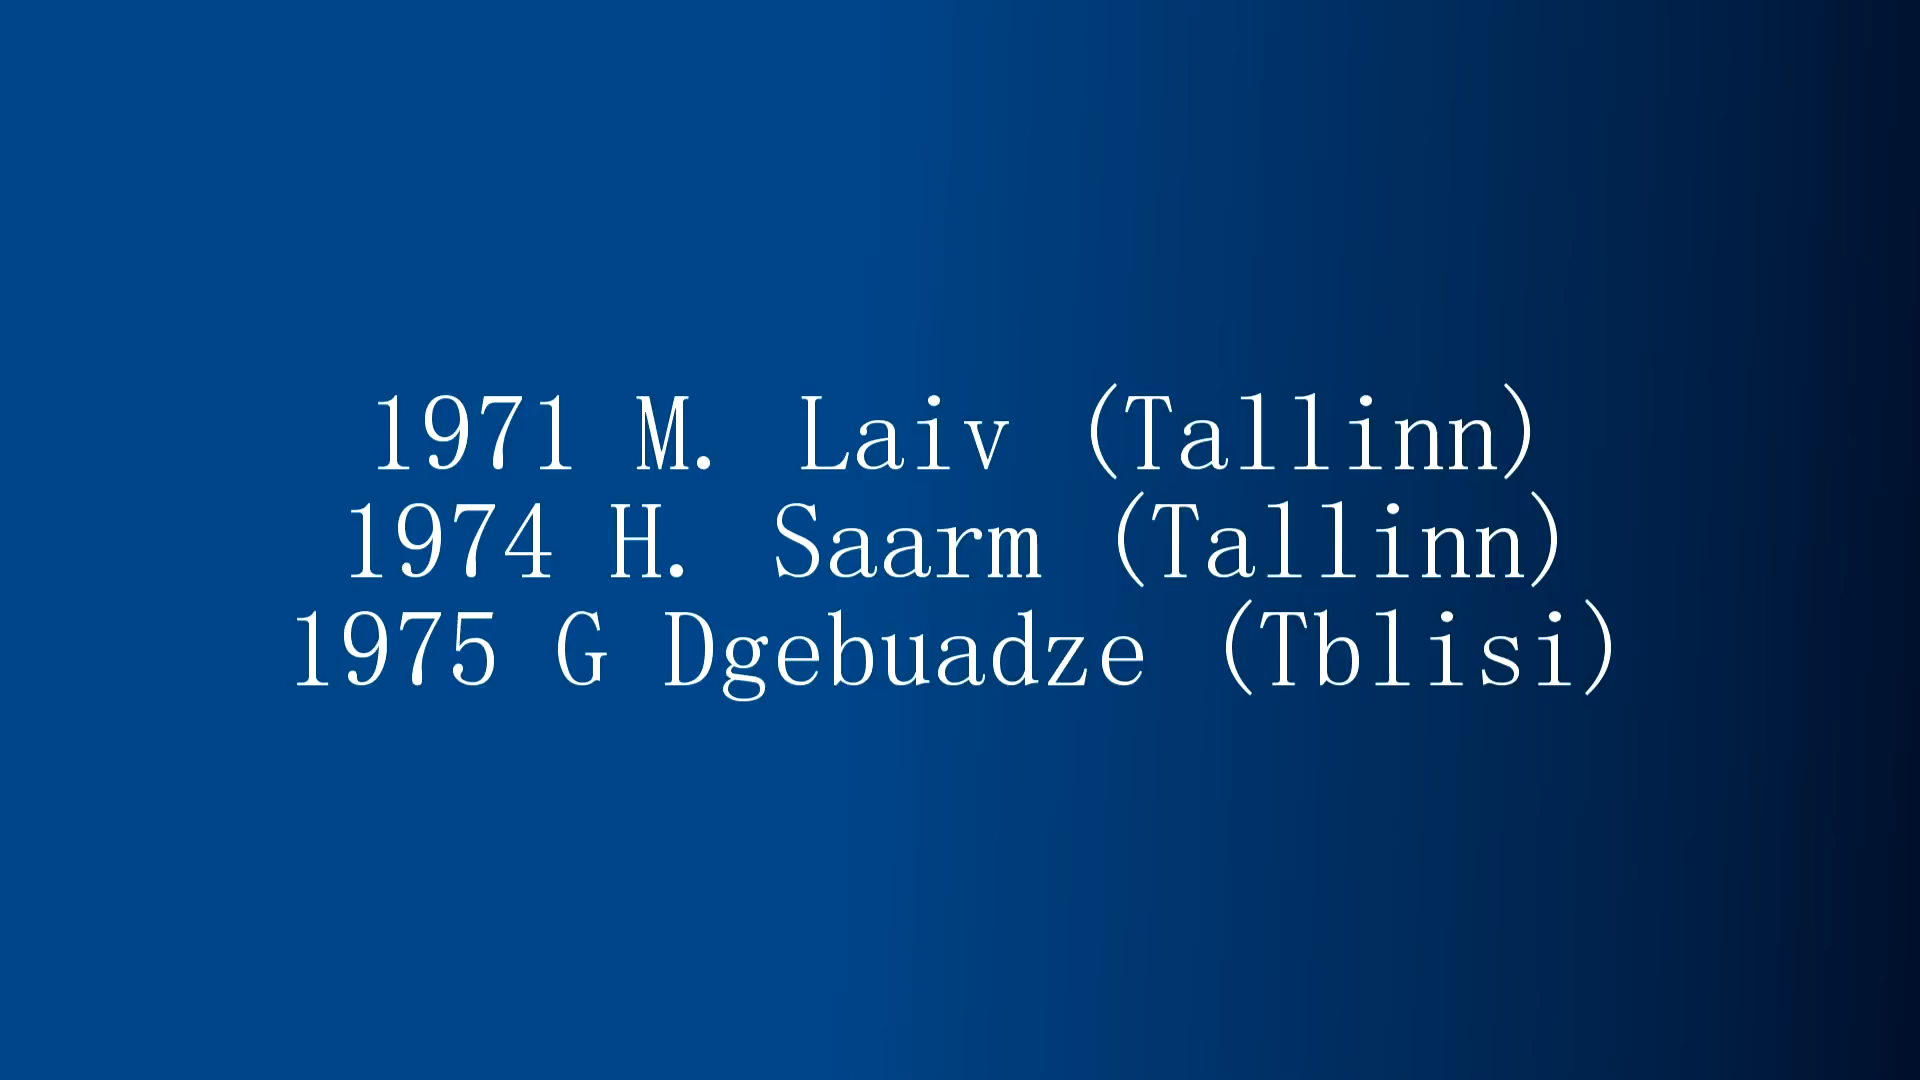 1971 M. Laiv (Tallinn)
1974 H. Saarm (Tallinn)
1975 G Dgebuadze (Tblisi)